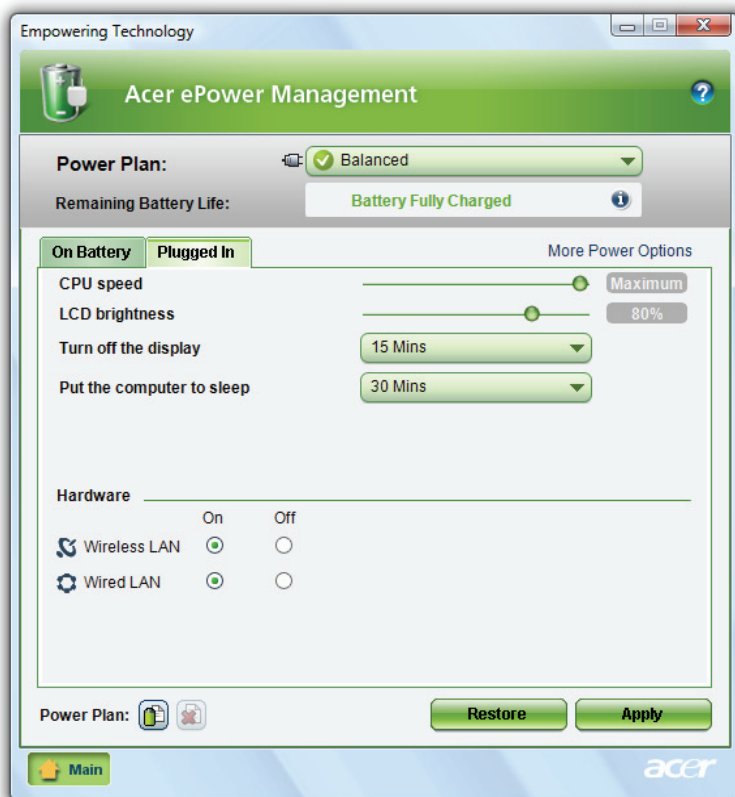 Empowering Technology
Acer ePower Management
Power Plan: Balanced
Remaining Battery Life: Battery Fully Charged
On Battery Plugged In More Power Options
CPU speed Maximum
LCD brightness 80%
Turn off the display 15 Mins
Put the computer to sleep 30 Mins
Hardware
On Off
Wireless LAN
Wired LAN
Power Plan: Restore Apply
Main acer